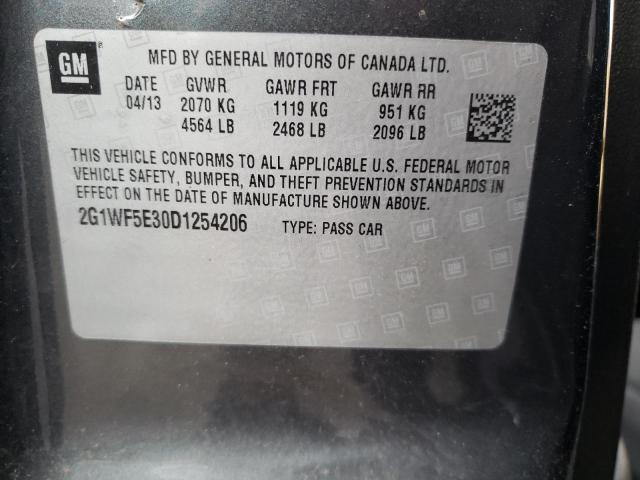 GM
MFD BY GENERAL MOTORS OF CANADA LTD.
DATE GVWR GAWR FRT GAWR RR
04/13 2070 KG 1119 KG 951 KG
4564 LB 2468 LB 2096 LB
THIS VEHICLE CONFORMS TO ALL APPLICABLE U.S. FEDERAL MOTOR
VEHICLE SAFETY, BUMPER, AND THEFT PREVENTION STANDARDS IN
EFFECT ON THE DATE OF MANUFACTURE SHOWN ABOVE.
2G1WF5E30D1254206 TYPE: PASS CAR